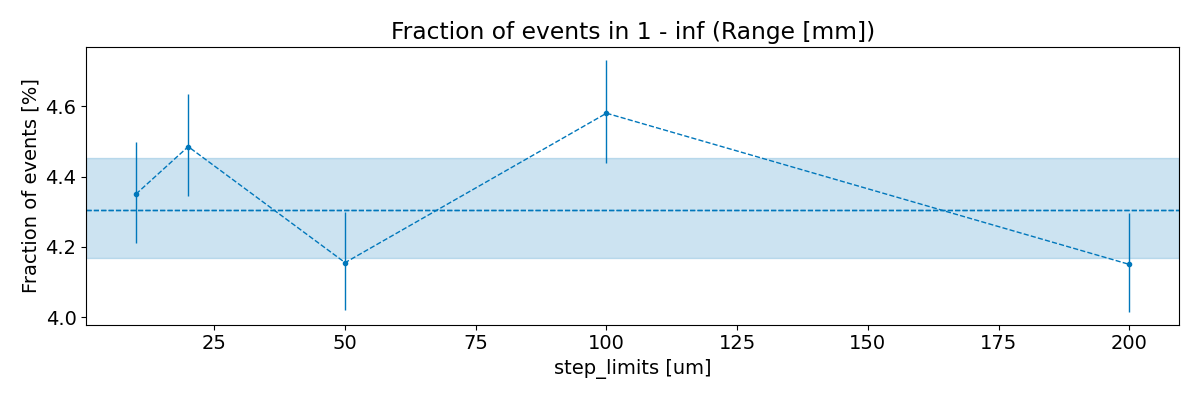 Fraction of events in 1 - inf (Range [mm])
Fraction of events [%]
4.6
4.4
4.2
4.0
25 50 75 100 125 150 175 200
step_limits [um]